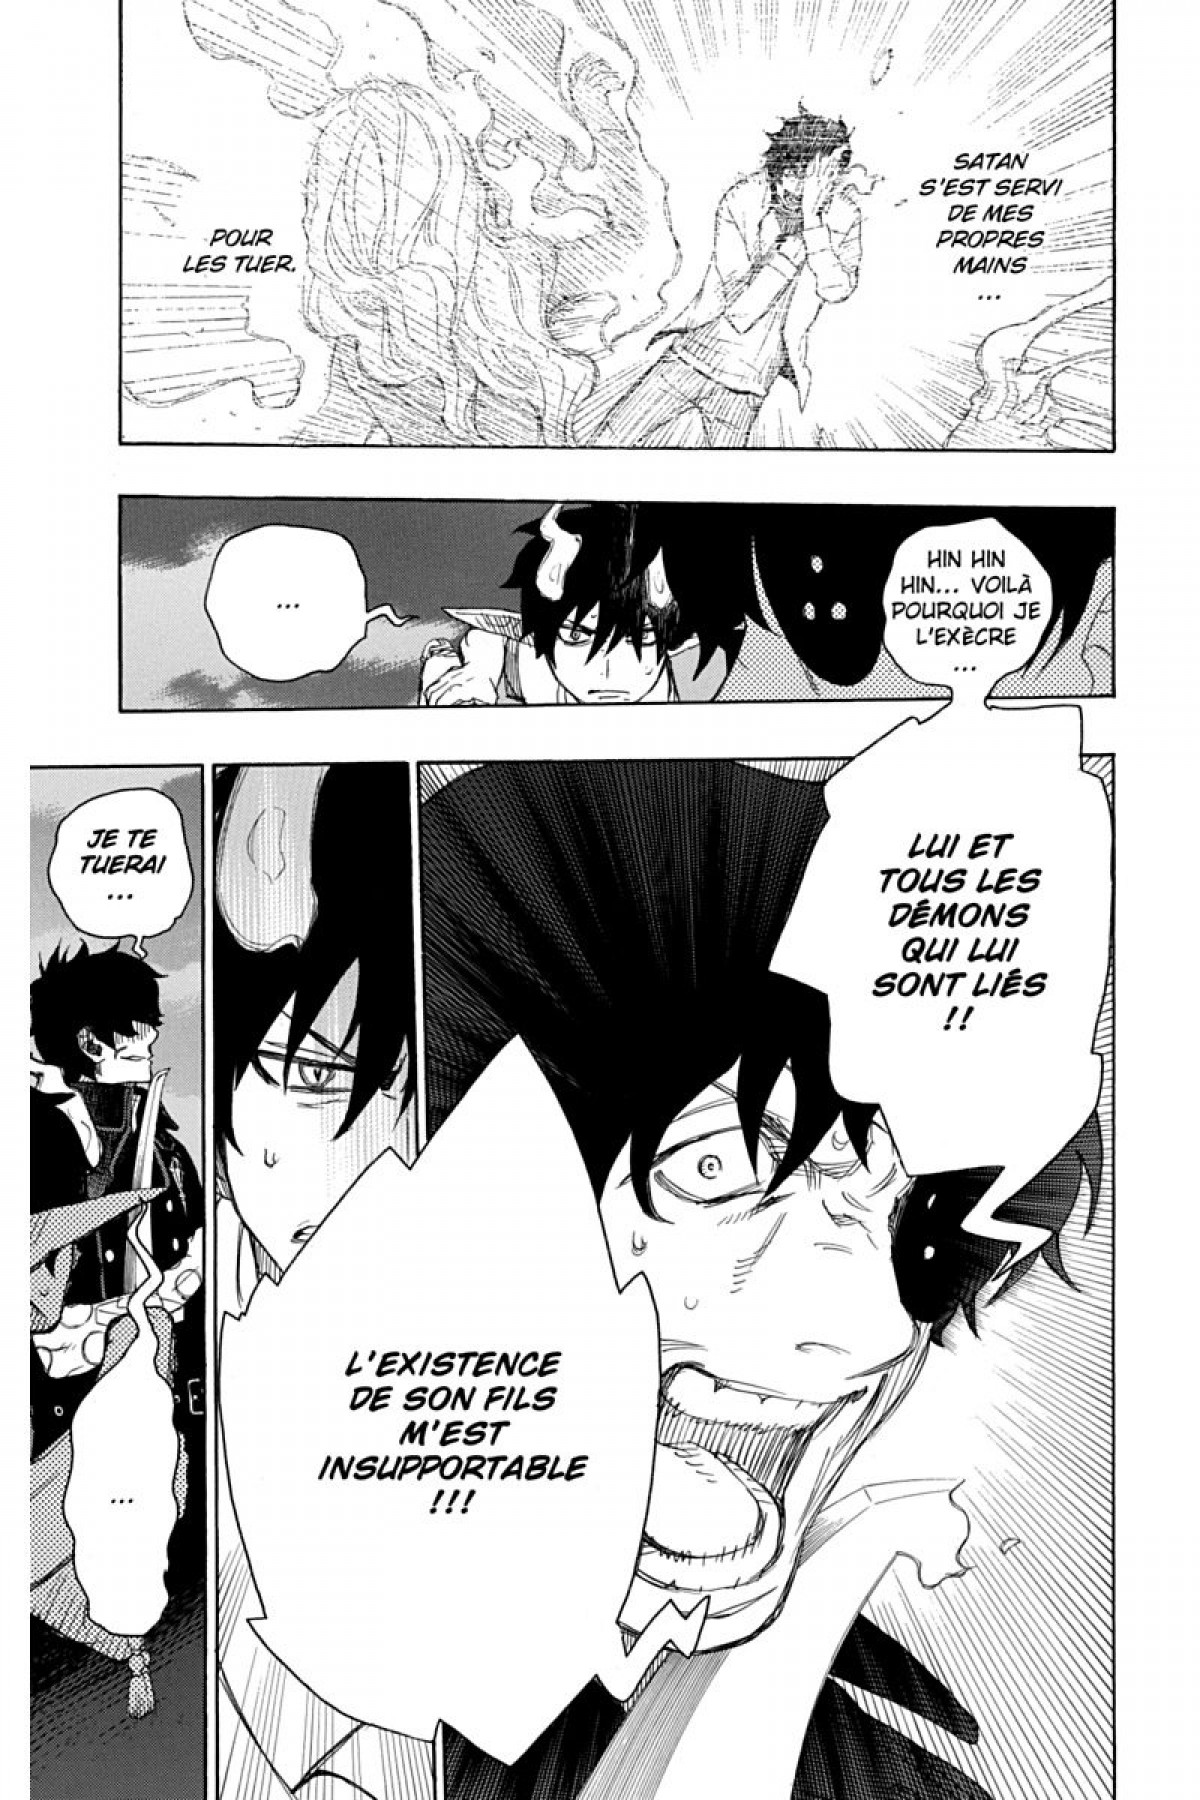 SATAN
S'EST SERVI
DE MES
PROPRES
MAINS
...
POUR
LES TUER.
HIN HIN
HIN... VOILÀ
POURQUOI JE
L'EXÈCRE
...
...
LUI ET
TOUS LES
DÉMONS
QUI LUI
SONT LIÉS
!!
L'EXISTENCE
DE SON FILS
M'EST
INSUPPORTABLE
!!!
JE TE
TUERAI
...
...